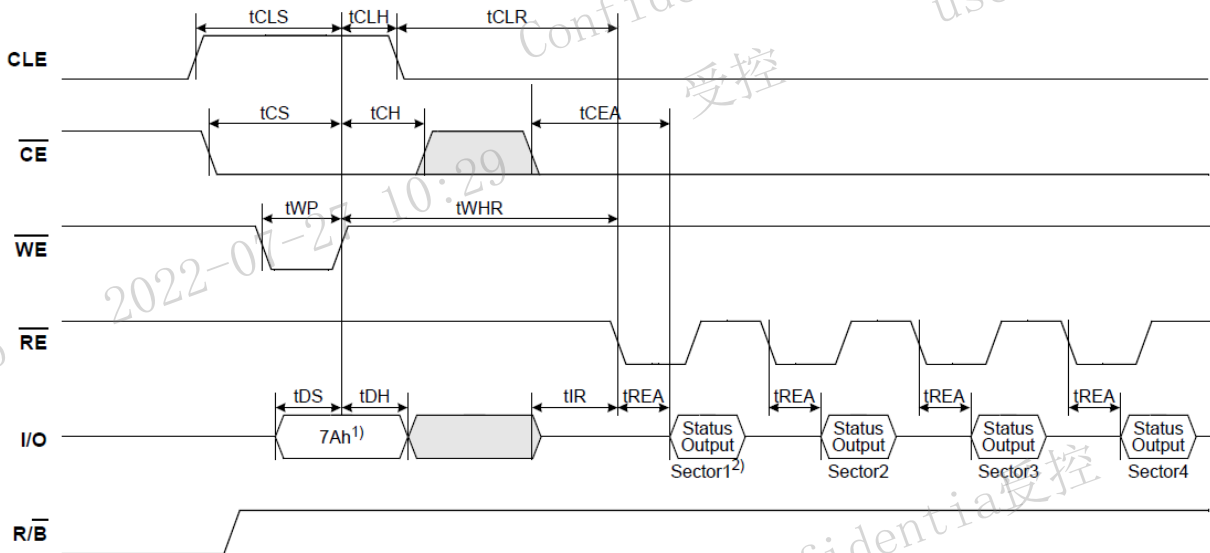 tCLS tCLH tCLR
Confiden
us
CLE
受控
tCS tCH tCEA
CE
tWP tWHR
WE
2022-07-27 10:29
RE
tDS tDH tIR tREA tREA tREA tREA
I/O 7Ah1) Status Output Status Output Status Output Status Output
Sector12) Sector2 Sector3 Sector4
R/B
fidentia受控